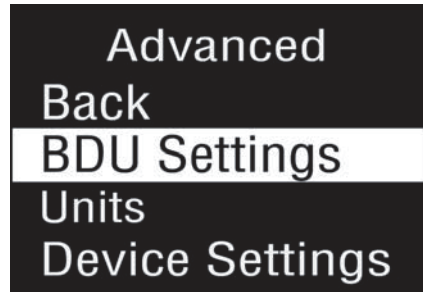 Advanced
Back
BDU Settings
Units
Device Settings